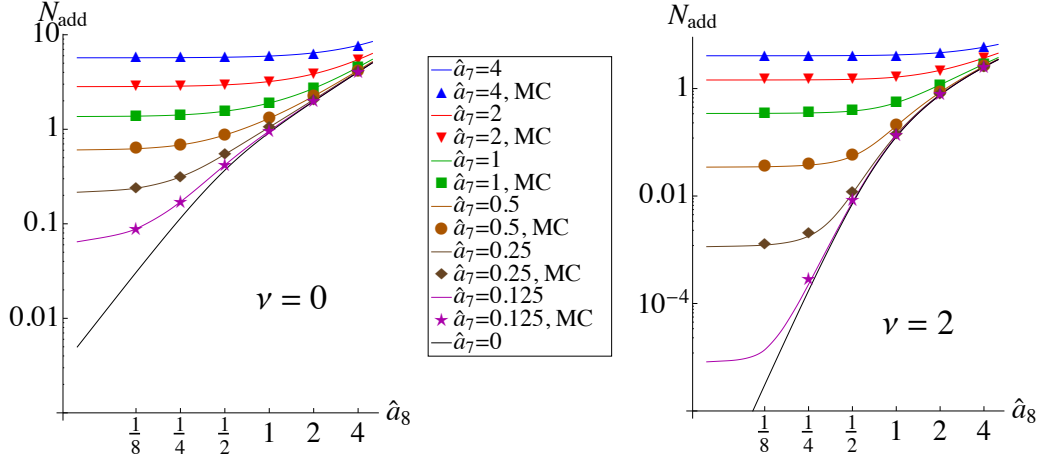 N_add
10
1
0.1
0.01
ν = 0
1/8
1/4
1/2
1
2
4
â_8
â_7=4
â_7=4, MC
â_7=2
â_7=2, MC
â_7=1
â_7=1, MC
â_7=0.5
â_7=0.5, MC
â_7=0.25
â_7=0.25, MC
â_7=0.125
â_7=0.125, MC
â_7=0
N_add
1
0.01
10^{-4}
ν = 2
1/8
1/4
1/2
1
2
4
â_8